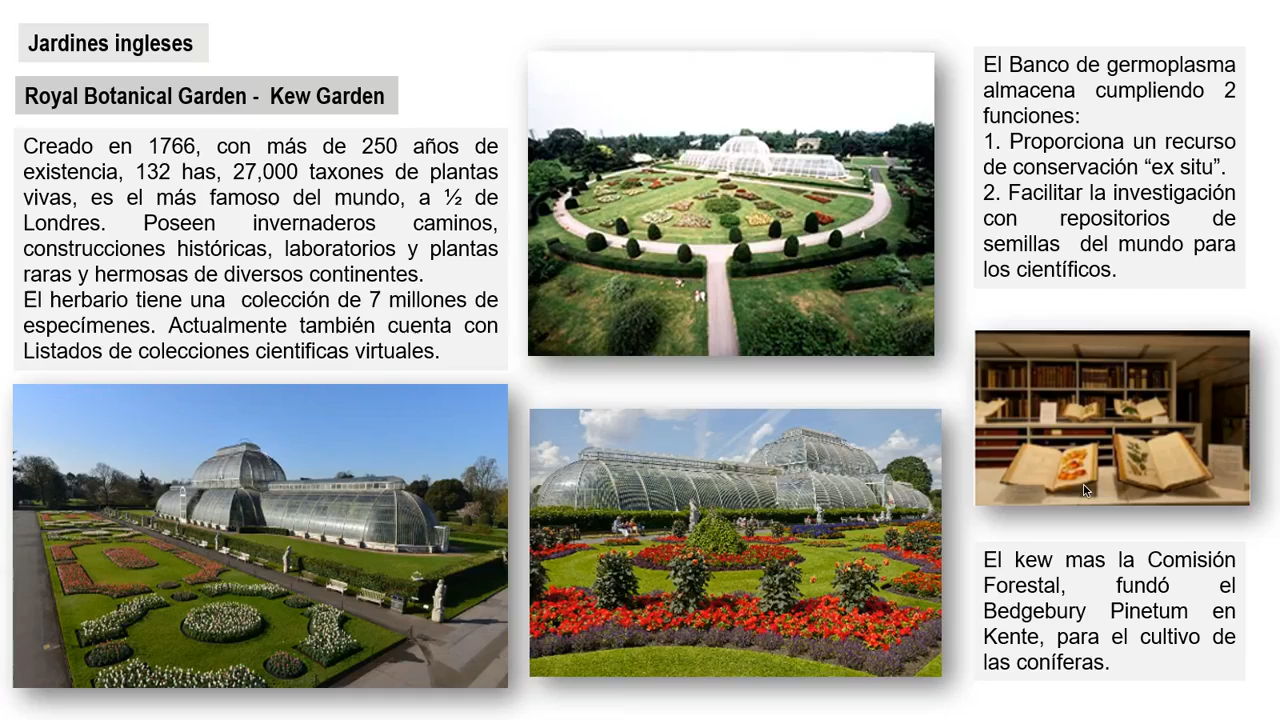 Jardines ingleses
Royal Botanical Garden -  Kew Garden
Creado en 1766, con más de 250 años de
existencia, 132 has, 27,000 taxones de plantas
vivas, es el más famoso del mundo, a ½ de
Londres. Poseen invernaderos caminos,
construcciones históricas, laboratorios y plantas
raras y hermosas de diversos continentes.
El herbario tiene una  colección de 7 millones de
especímenes. Actualmente también cuenta con
Listados de colecciones cientificas virtuales.
El Banco de germoplasma
almacena cumpliendo 2
funciones:
1. Proporciona un recurso
de conservación “ex situ”.
2. Facilitar la investigación
con repositorios de
semillas  del mundo para
los científicos.
El kew mas la Comisión
Forestal, fundó el
Bedgebury Pinetum en
Kente, para el cultivo de
las coníferas.